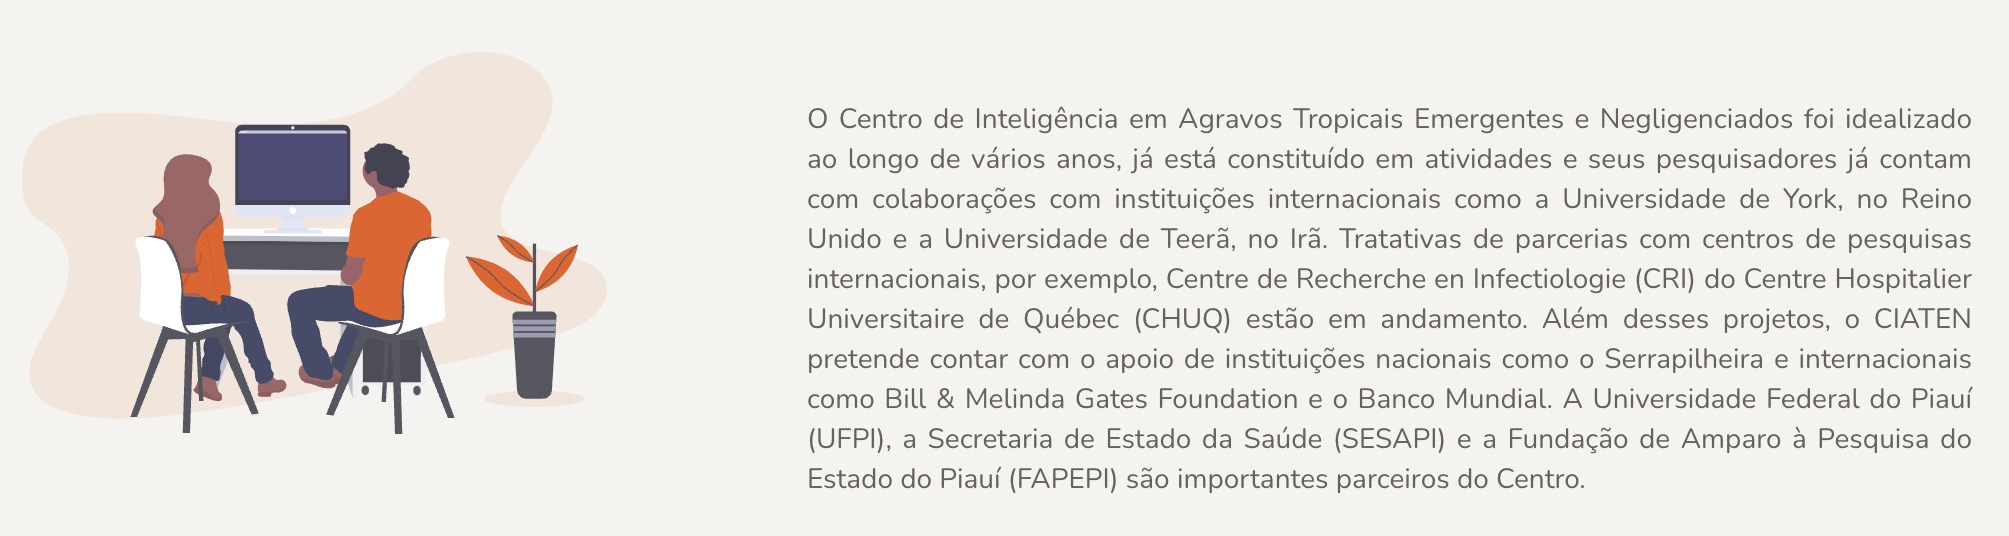 O Centro de Inteligência em Agravos Tropicais Emergentes e Negligenciados foi idealizado
ao longo de vários anos, já está constituído em atividades e seus pesquisadores já contam
com colaborações com instituições internacionais como a Universidade de York, no Reino
Unido e a Universidade de Teerã, no Irã. Tratativas de parcerias com centros de pesquisas
internacionais, por exemplo, Centre de Recherche en Infectiologie (CRI) do Centre Hospitalier
Universitaire de Québec (CHUQ) estão em andamento. Além desses projetos, o CIATEN
pretende contar com o apoio de instituições nacionais como o Serrapilheira e internacionais
como Bill & Melinda Gates Foundation e o Banco Mundial. A Universidade Federal do Piauí
(UFPI), a Secretaria de Estado da Saúde (SESAPI) e a Fundação de Amparo à Pesquisa do
Estado do Piauí (FAPEPI) são importantes parceiros do Centro.